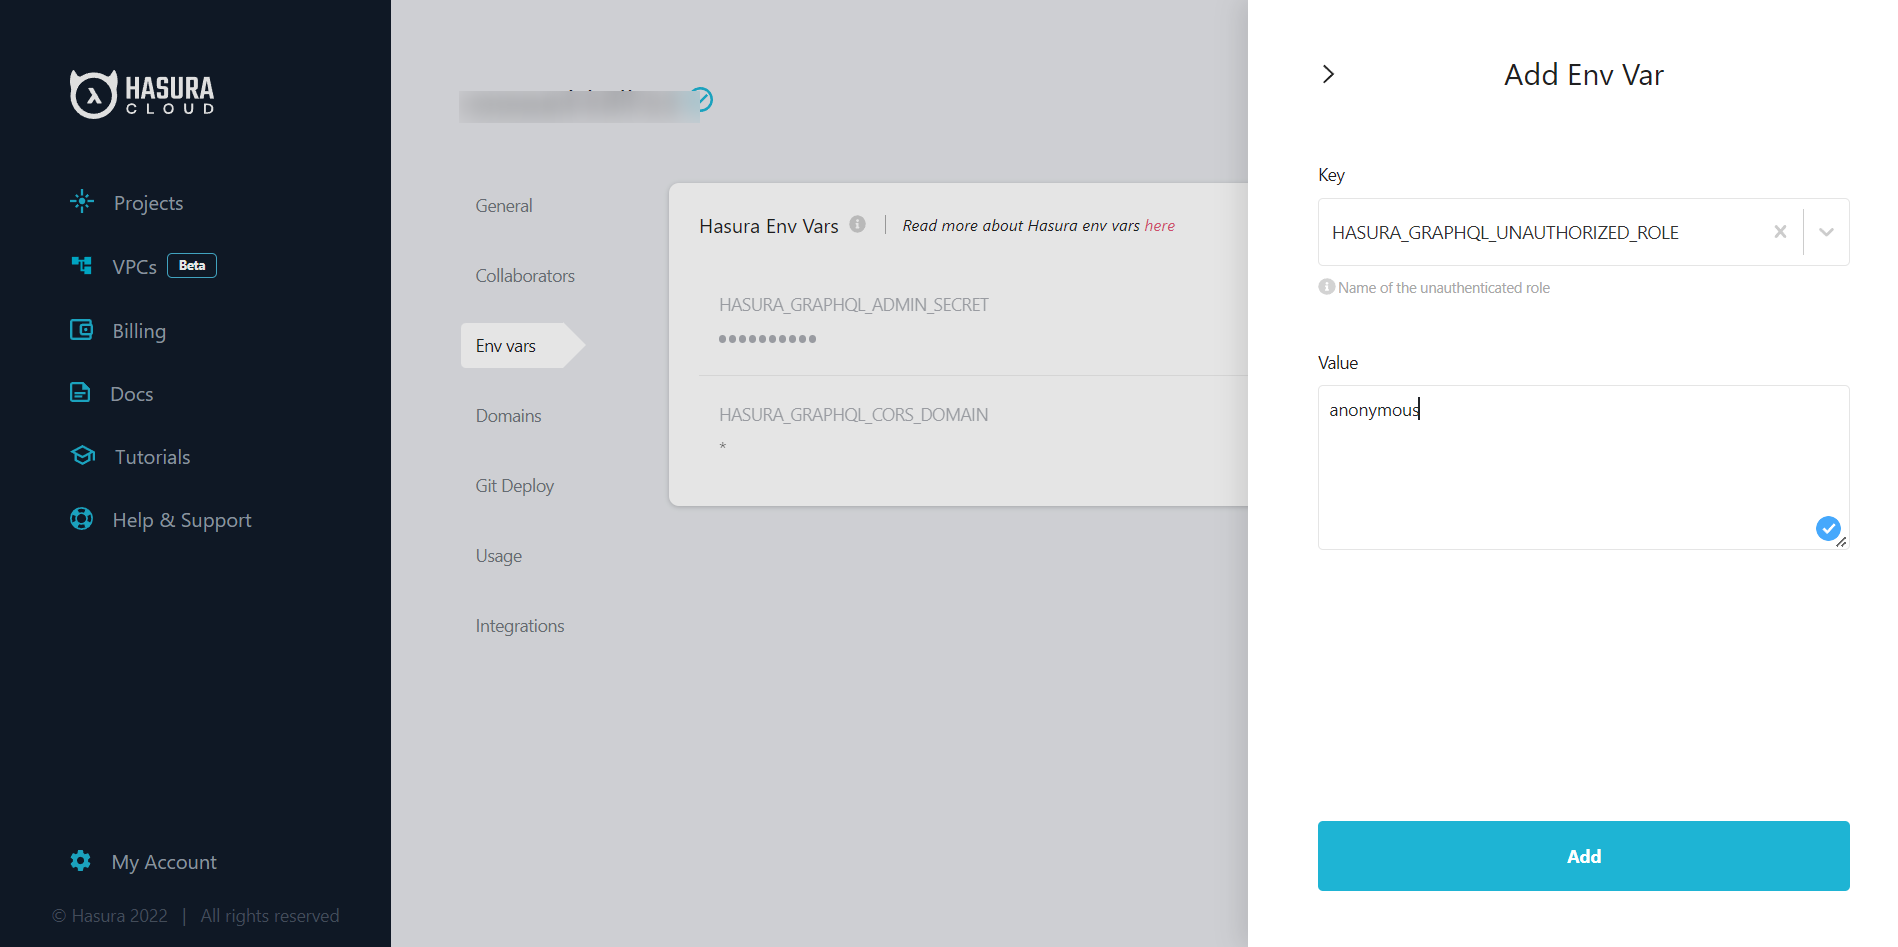 HASURA
CLOUD
Projects
VPCs Beta
Billing
Docs
Tutorials
Help & Support
My Account
© Hasura 2022 | All rights reserved
General
Collaborators
Env vars
Domains
Git Deploy
Usage
Integrations
Hasura Env Vars | Read more about Hasura env vars here
HASURA_GRAPHQL_ADMIN_SECRET
••••••••••
HASURA_GRAPHQL_CORS_DOMAIN
*
Add Env Var
Key
HASURA_GRAPHQL_UNAUTHORIZED_ROLE
Name of the unauthenticated role
Value
anonymous
Add